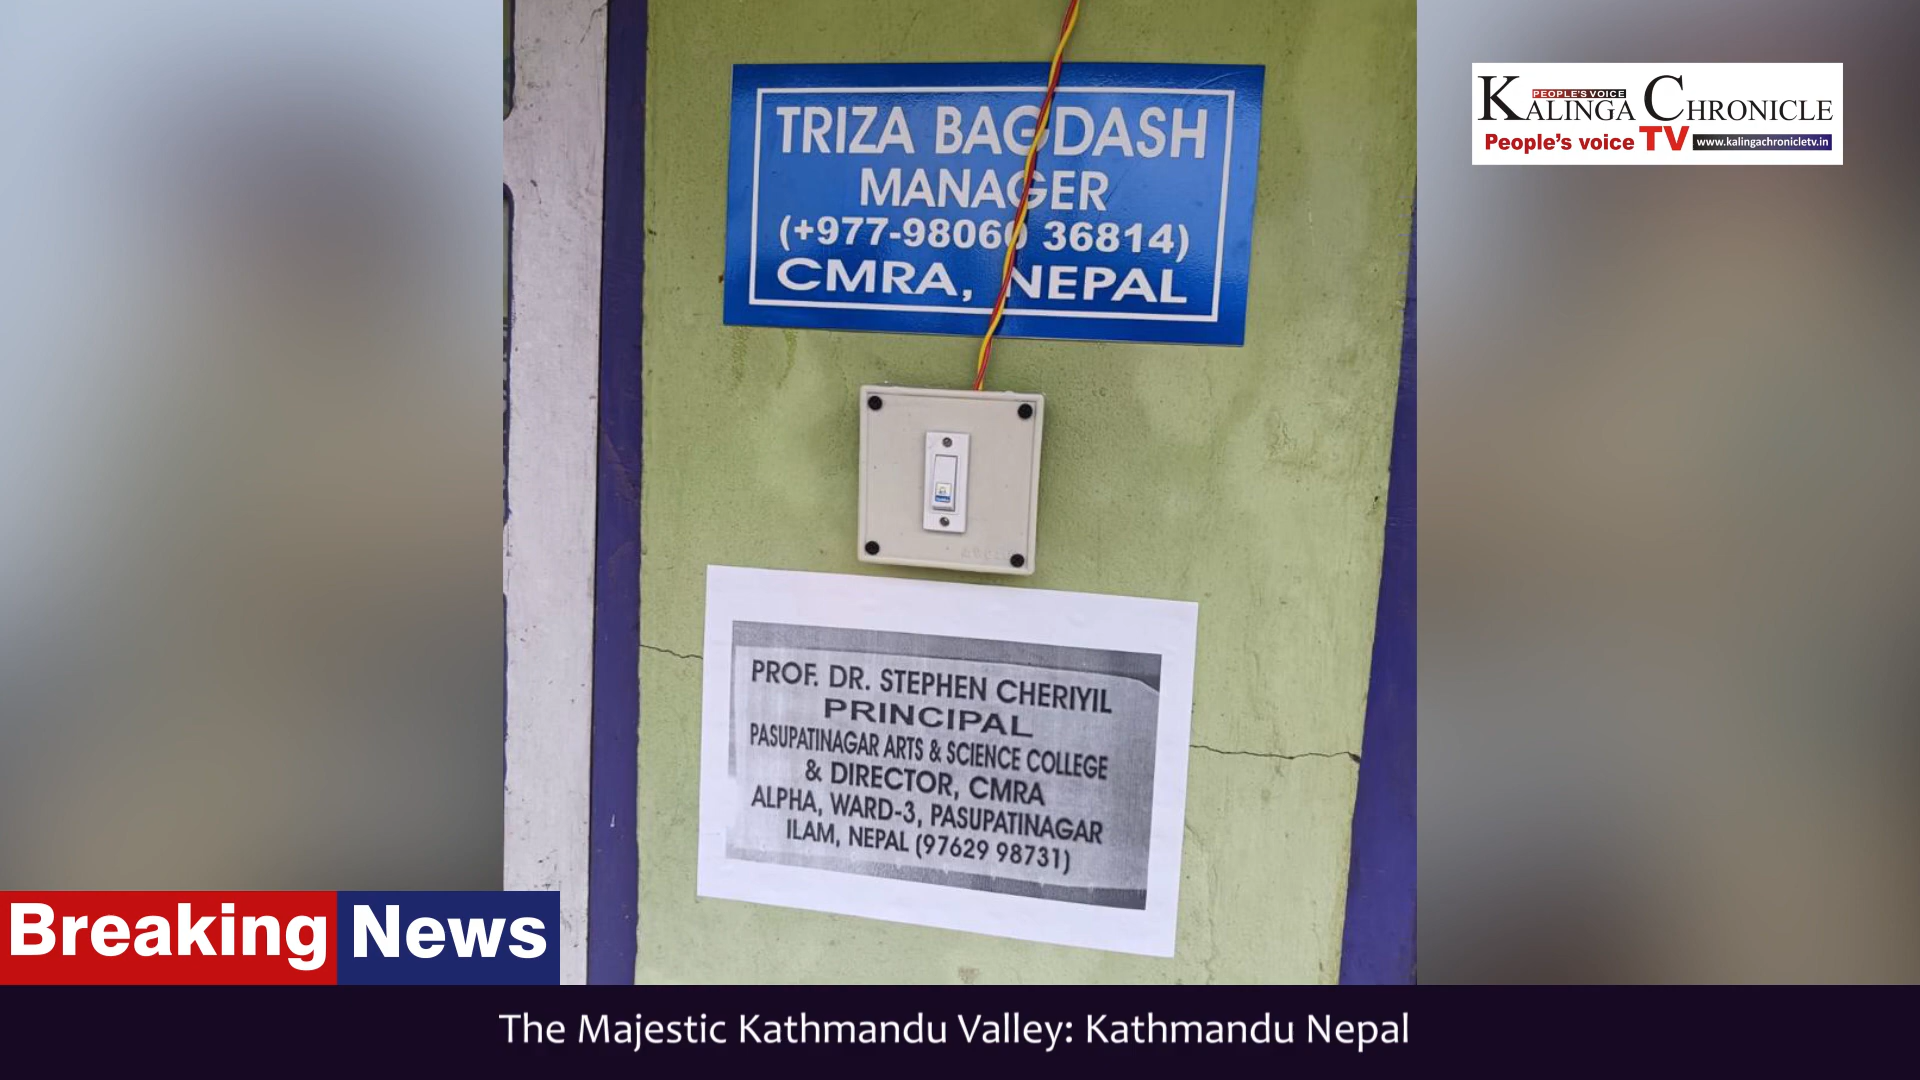 TRIZA BAGDASH
MANAGER
(+977-98060 36814)
CMRA, NEPAL
PROF. DR. STEPHEN CHERIYIL
PRINCIPAL
PASUPATINAGAR ARTS & SCIENCE COLLEGE
& DIRECTOR, CMRA
ALPHA, WARD-3, PASUPATINAGAR
ILAM, NEPAL (97629 98731)
PEOPLE'S VOICE
KALINGA CHRONICLE
People's voice TV www.kalingachronicletv.in
Breaking News
The Majestic Kathmandu Valley: Kathmandu Nepal